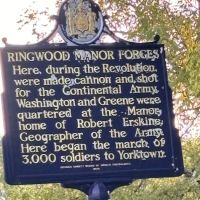 RINGWOOD MANOR FORGES
Here, during the Revolution,
were made cannon and shot
for the Continental Army.
Washington and Greene were
quartered at the Manor,
home of Robert Erskine,
Geographer of the Army.
Here began the march of
3,000 soldiers to Yorktown.